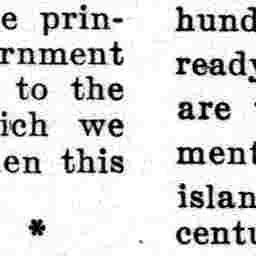 e prin-
rnment
to the
ich we
en this
*
hund
ready
are
ment
islan
centu